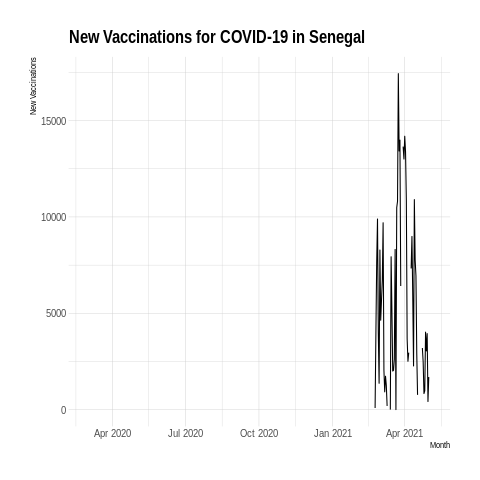 New Vaccinations for COVID-19 in Senegal
New Vaccinations
15000
10000
5000
0
Apr 2020 Jul 2020 Oct 2020 Jan 2021 Apr 2021
Month